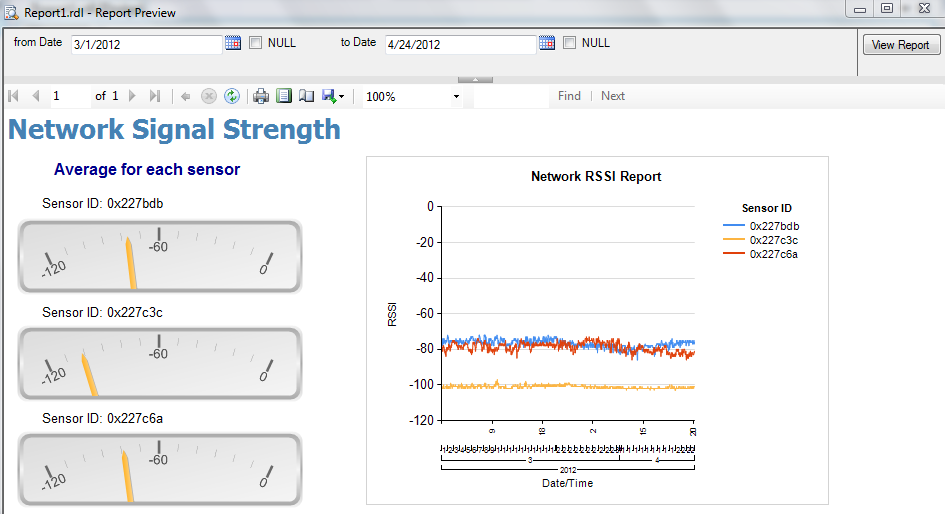 Report1.rdl - Report Preview
from Date 3/1/2012 NULL to Date 4/24/2012 NULL View Report
1 of 1 100% Find | Next
Network Signal Strength
Average for each sensor
Sensor ID: 0x227bdb
-120 -60 0
Sensor ID: 0x227c3c
-120 -60 0
Sensor ID: 0x227c6a
-120 -60 0
Network RSSI Report
Sensor ID
0x227bdb
0x227c3c
0x227c6a
RSSI
0
-20
-40
-60
-80
-100
-120
9 18 2 15 20
3 4
2012
Date/Time